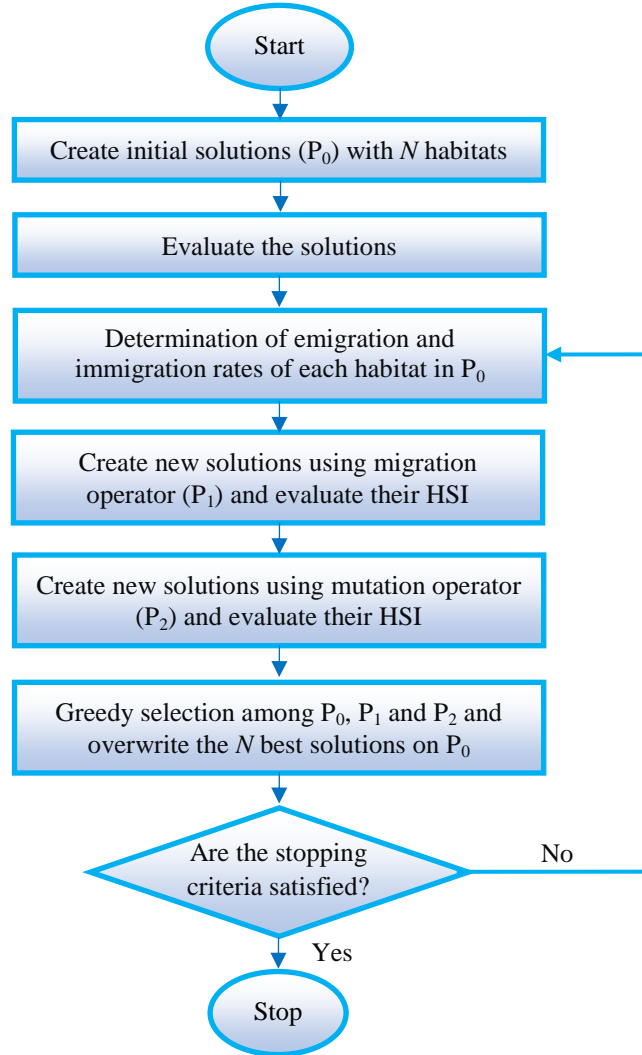 Start
Create initial solutions (P₀) with N habitats
Evaluate the solutions
Determination of emigration and
immigration rates of each habitat in P₀
Create new solutions using migration
operator (P₁) and evaluate their HSI
Create new solutions using mutation operator
(P₂) and evaluate their HSI
Greedy selection among P₀, P₁ and P₂ and
overwrite the N best solutions on P₀
Are the stopping
criteria satisfied?
No
Yes
Stop